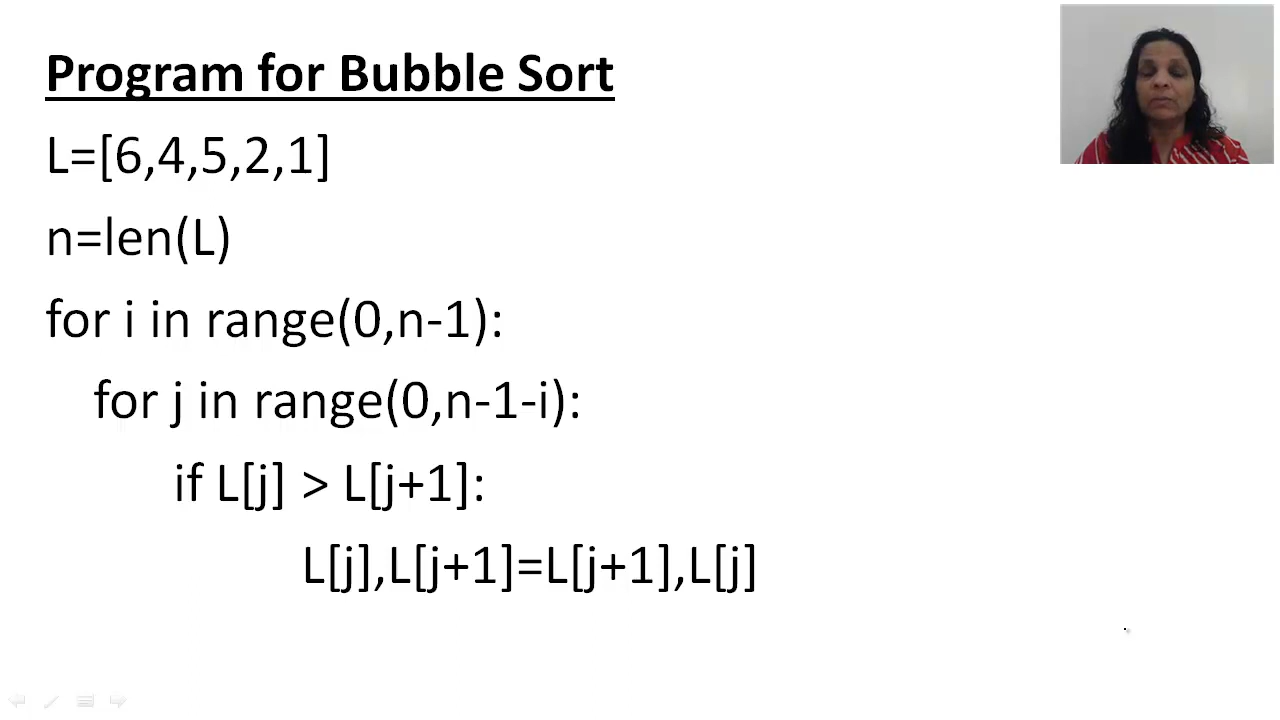 Program for Bubble Sort
L=[6,4,5,2,1]
n=len(L)
for i in range(0,n-1):
for j in range(0,n-1-i):
if L[j] > L[j+1]:
L[j],L[j+1]=L[j+1],L[j]